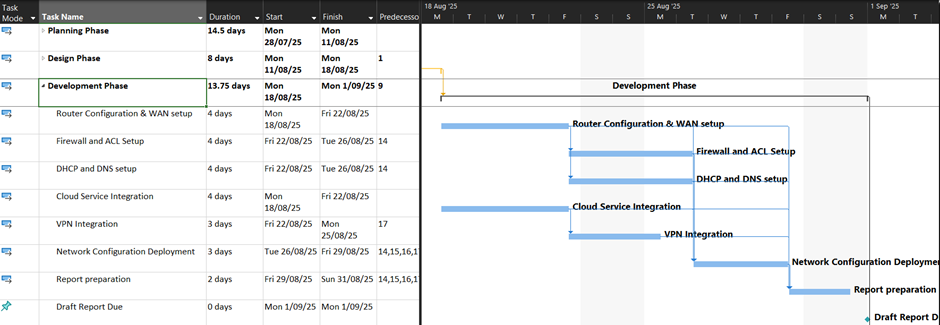 Task Mode Task Name Duration Start Finish Predecesso 18 Aug '25 25 Aug '25 1 Sep '25
M T W T F S S M T W T F S S M T W
Planning Phase 14.5 days Mon 28/07/25 Mon 11/08/25
Design Phase 8 days Mon 11/08/25 Mon 18/08/25 1
Development Phase 13.75 days Mon 18/08/25 Mon 1/09/25 9 Development Phase
Router Configuration & WAN setup 4 days Mon 18/08/25 Fri 22/08/25 Router Configuration & WAN setup
Firewall and ACL Setup 4 days Fri 22/08/25 Tue 26/08/25 14 Firewall and ACL Setup
DHCP and DNS setup 4 days Fri 22/08/25 Tue 26/08/25 14 DHCP and DNS setup
Cloud Service Integration 4 days Mon 18/08/25 Fri 22/08/25 Cloud Service Integration
VPN Integration 3 days Fri 22/08/25 Mon 25/08/25 17 VPN Integration
Network Configuration Deployment 3 days Tue 26/08/25 Fri 29/08/25 14,15,16,17 Network Configuration Deployme
Report preparation 2 days Fri 29/08/25 Sun 31/08/25 14,15,16,17 Report preparation
Draft Report Due 0 days Mon 1/09/25 Mon 1/09/25 Draft Report D